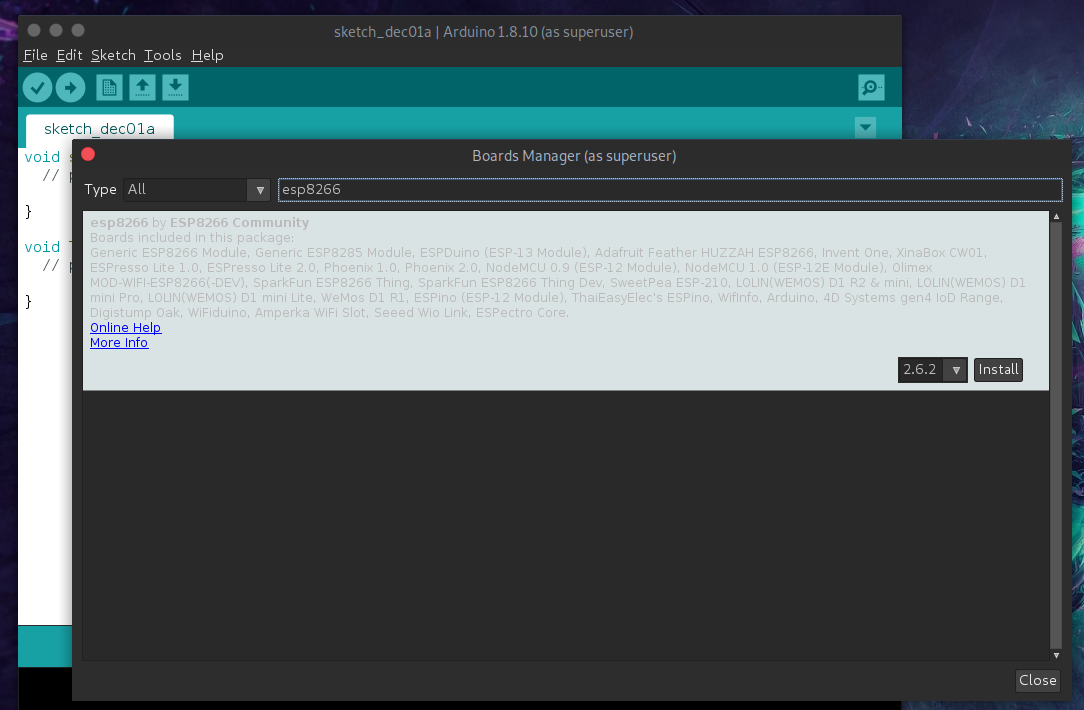 sketch_dec01a | Arduino 1.8.10 (as superuser)
File Edit Sketch Tools Help
sketch_dec01a
void
//
}
void
//
}
Boards Manager (as superuser)
Type All esp8266
esp8266 by ESP8266 Community
Boards included in this package:
Generic ESP8266 Module, Generic ESP8285 Module, ESPDuino (ESP-13 Module), Adafruit Feather HUZZAH ESP8266, Invent One, XinaBox CW01,
ESPresso Lite 1.0, ESPresso Lite 2.0, Phoenix 1.0, Phoenix 2.0, NodeMCU 0.9 (ESP-12 Module), NodeMCU 1.0 (ESP-12E Module), Olimex
MOD-WIFI-ESP8266(-DEV), SparkFun ESP8266 Thing, SparkFun ESP8266 Thing Dev, SweetPea ESP-210, LOLIN(WEMOS) D1 R2 & mini, LOLIN(WEMOS) D1
mini Pro, LOLIN(WEMOS) D1 mini Lite, WeMos D1 R1, ESPino (ESP-12 Module), ThaiEasyElec's ESPino, WifInfo, Arduino, 4D Systems gen4 IoD Range,
Digistump Oak, WiFiduino, Amperka WiFi Slot, Seeed Wio Link, ESPectro Core.
Online Help
More Info
2.6.2 Install
Close